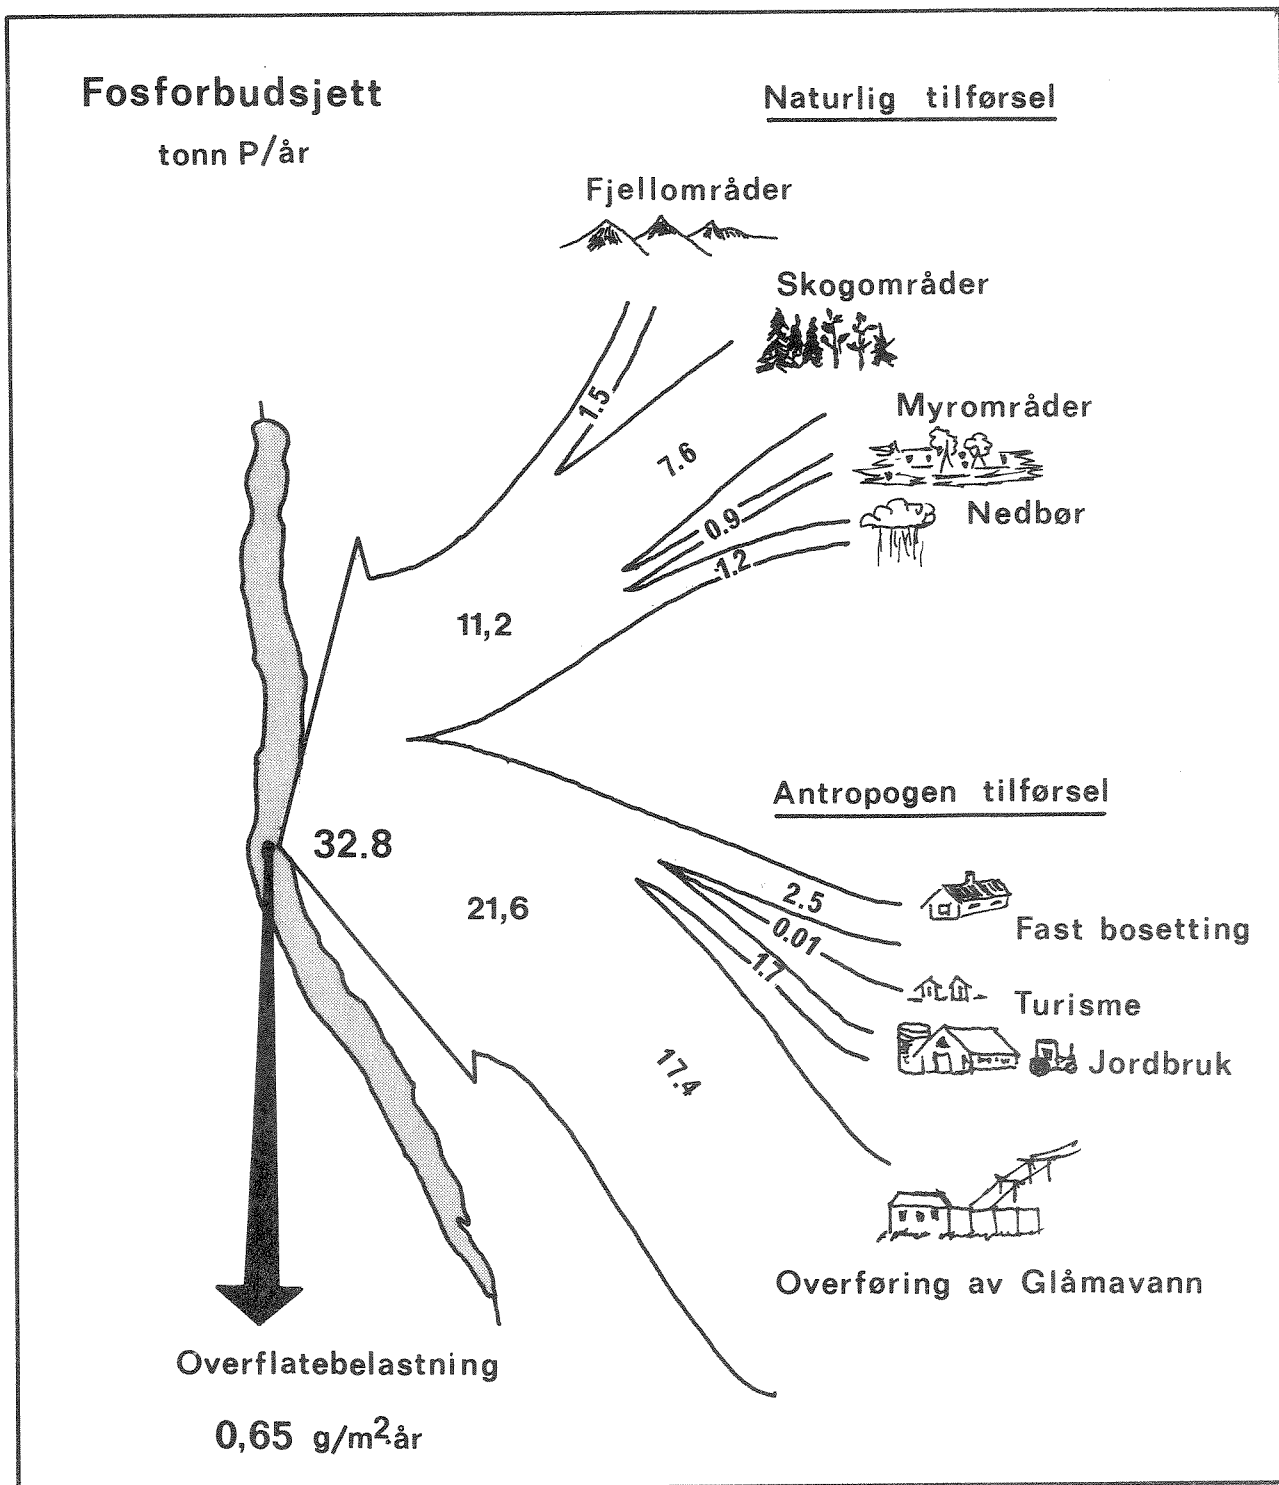 Fosforbudsjett
tonn P/år
Naturlig tilførsel
Fjellområder
Skogområder
1.5
Myrområder
7.6
Nedbør
0.9
1.2
11,2
Antropogen tilførsel
32.8
2.5
21,6
Fast bosetting
0.01
1.7
Turisme
Jordbruk
17.4
Overføring av Glåmavann
Overflatebelastning
0,65 g/m².år